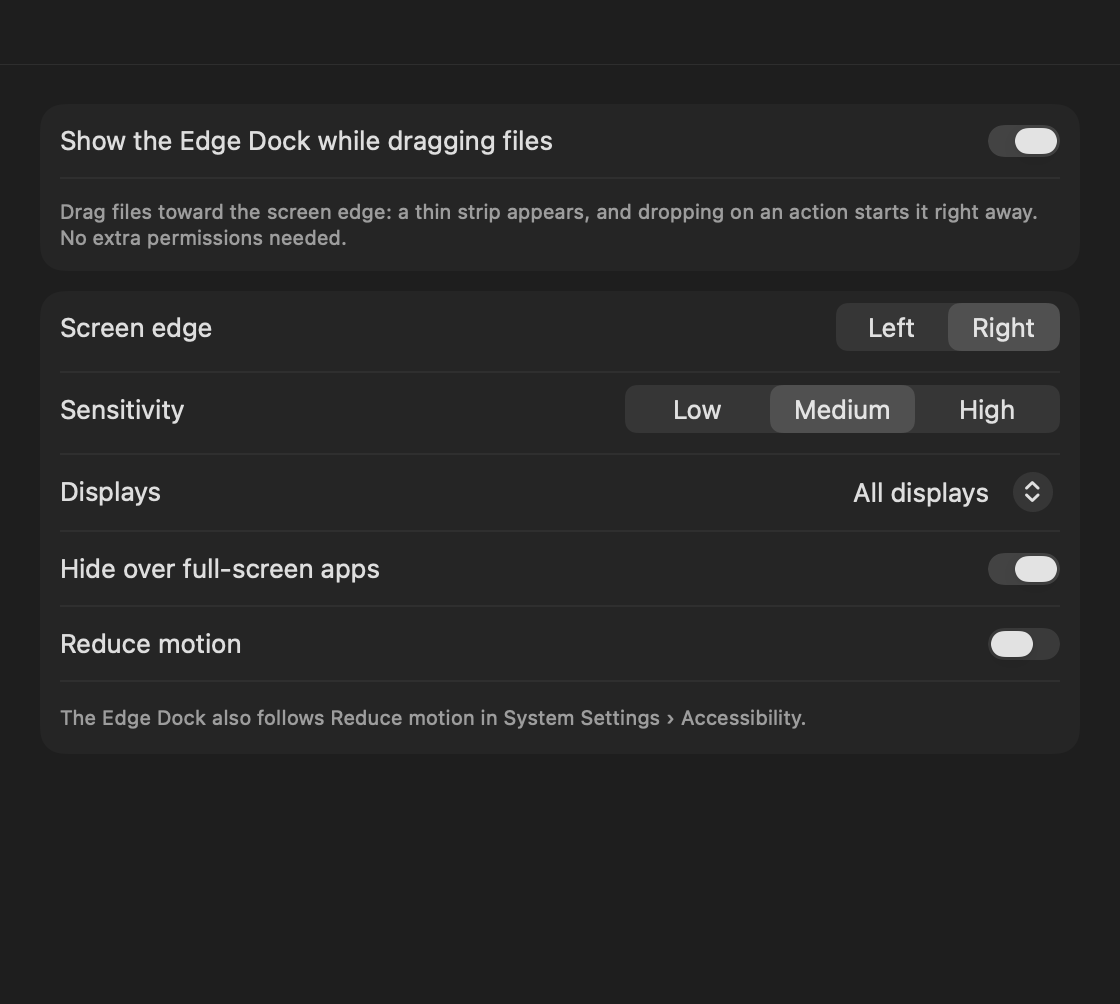 Show the Edge Dock while dragging files
Drag files toward the screen edge: a thin strip appears, and dropping on an action starts it right away.
No extra permissions needed.
Screen edge
Left
Right
Sensitivity
Low
Medium
High
Displays
All displays
Hide over full-screen apps
Reduce motion
The Edge Dock also follows Reduce motion in System Settings › Accessibility.